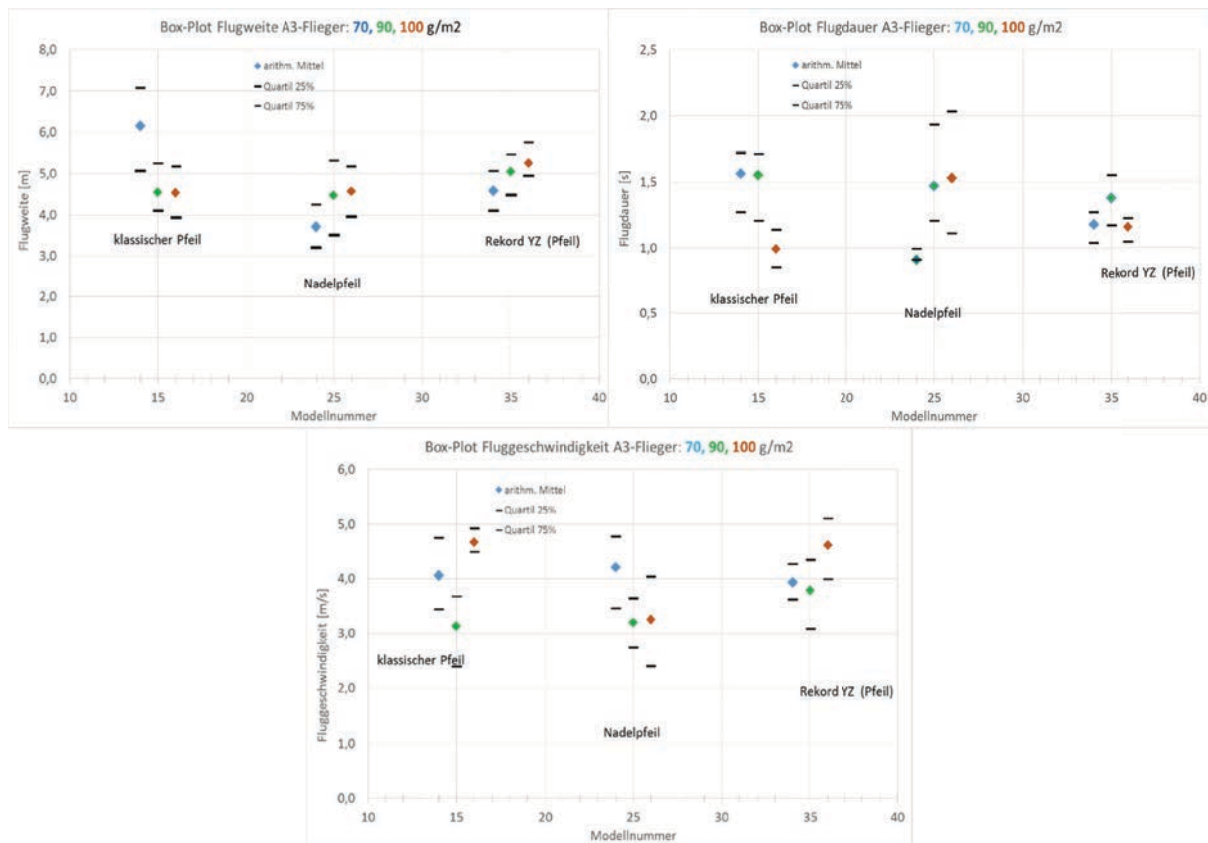 Box-Plot Flugweite A3-Flieger: 70, 90, 100 g/m2
8,0
7,0
6,0
5,0
4,0
3,0
2,0
1,0
0,0
Flugweite [m]
arithm. Mittel
Quartil 25%
Quartil 75%
klassischer Pfeil
Nadelpfeil
Rekord YZ (Pfeil)
10 15 20 25 30 35 40
Modellnummer
Box-Plot Flugdauer A3-Flieger: 70, 90, 100 g/m2
2,5
2,0
1,5
1,0
0,5
0,0
Flugdauer [s]
arithm. Mittel
Quartil 25%
Quartil 75%
klassischer Pfeil
Nadelpfeil
Rekord YZ (Pfeil)
10 15 20 25 30 35 40
Modellnummer
Box-Plot Fluggeschwindigkeit A3-Flieger: 70, 90, 100 g/m2
6,0
5,0
4,0
3,0
2,0
1,0
0,0
Fluggeschwindigkeit [m/s]
arithm. Mittel
Quartil 25%
Quartil 75%
klassischer Pfeil
Nadelpfeil
Rekord YZ (Pfeil)
10 15 20 25 30 35 40
Modellnummer